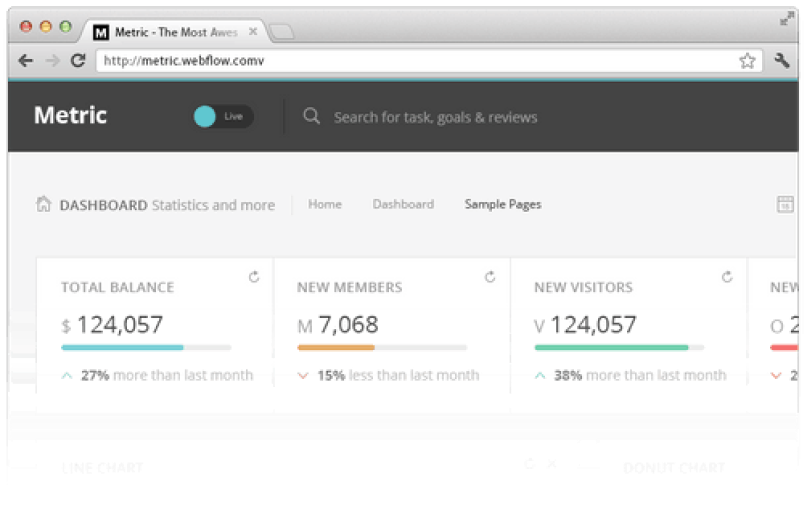 Metric - The Most Awes
http://metric.webflow.comv
Metric
Live
Search for task, goals & reviews
DASHBOARD Statistics and more
Home
Dashboard
Sample Pages
TOTAL BALANCE
$ 124,057
27% more than last month
NEW MEMBERS
M 7,068
15% less than last month
NEW VISITORS
V 124,057
38% more than last month
NEW
O 2
2
LINE CHART
DONUT CHART